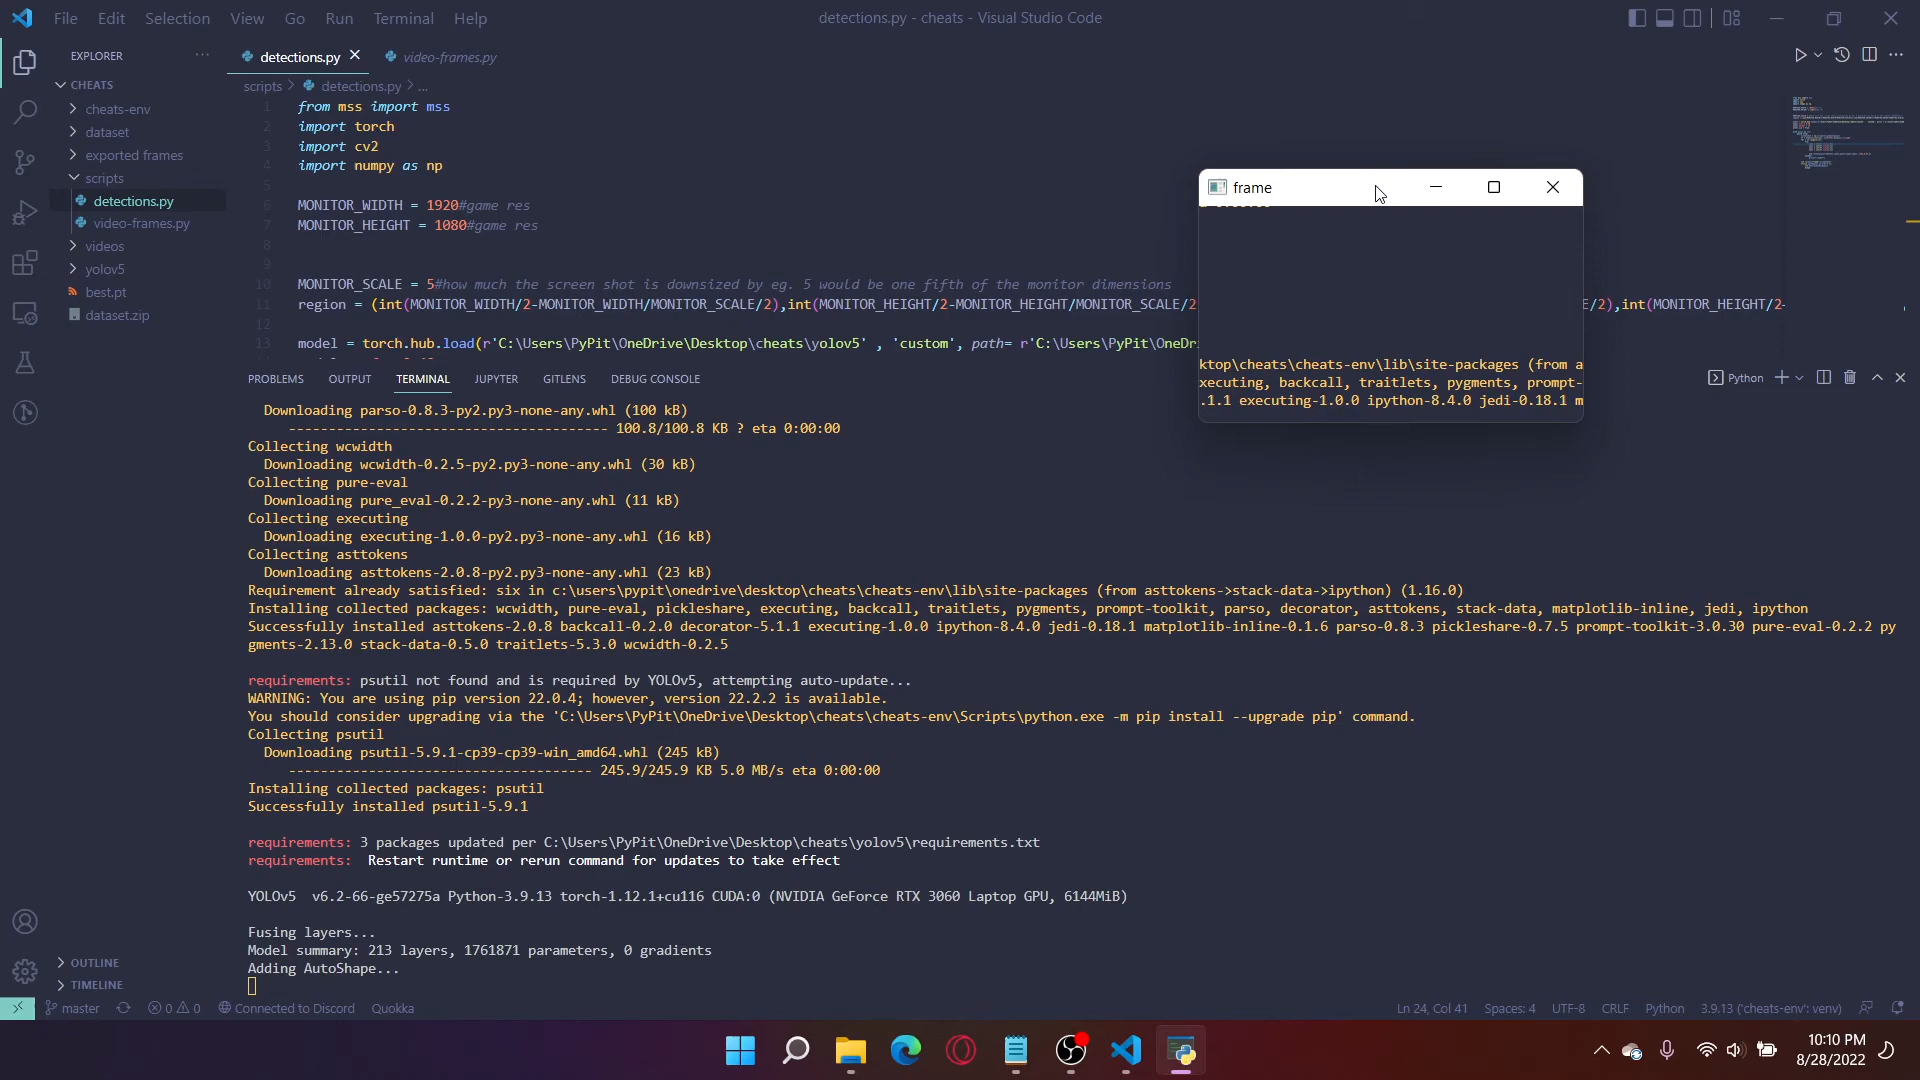 File Edit Selection View Go Run Terminal Help
detections.py - cheats - Visual Studio Code
EXPLORER
CHEATS
cheats-env
dataset
exported frames
scripts
detections.py
video-frames.py
videos
yolov5
best.pt
dataset.zip
OUTLINE
TIMELINE
detections.py
video-frames.py
scripts > detections.py > ...
1 from mss import mss
2 import torch
3 import cv2
4 import numpy as np
5
6 MONITOR_WIDTH = 1920#game res
7 MONITOR_HEIGHT = 1080#game res
8
9
10 MONITOR_SCALE = 5#how much the screen shot is downsized by eg. 5 would be one fifth of the monitor dimensions
11 region = (int(MONITOR_WIDTH/2-MONITOR_WIDTH/MONITOR_SCALE/2),int(MONITOR_HEIGHT/2-MONITOR_HEIGHT/MONITOR_SCALE/2 E/2),int(MONITOR_HEIGHT/2-
12
13 model = torch.hub.load(r'C:\Users\PyPit\OneDrive\Desktop\cheats\yolov5' , 'custom', path= r'C:\Users\PyPit\OneDri
frame
ktop\cheats\cheats-env\lib\site-packages (from a
xecuting, backcall, traitlets, pygments, prompt-
.1.1 executing-1.0.0 ipython-8.4.0 jedi-0.18.1 m
PROBLEMS OUTPUT TERMINAL JUPYTER GITLENS DEBUG CONSOLE
Python
Downloading parso-0.8.3-py2.py3-none-any.whl (100 kB)
---------------------------------------- 100.8/100.8 KB ? eta 0:00:00
Collecting wcwidth
Downloading wcwidth-0.2.5-py2.py3-none-any.whl (30 kB)
Collecting pure-eval
Downloading pure_eval-0.2.2-py3-none-any.whl (11 kB)
Collecting executing
Downloading executing-1.0.0-py2.py3-none-any.whl (16 kB)
Collecting asttokens
Downloading asttokens-2.0.8-py2.py3-none-any.whl (23 kB)
Requirement already satisfied: six in c:\users\pypit\onedrive\desktop\cheats\cheats-env\lib\site-packages (from asttokens->stack-data->ipython) (1.16.0)
Installing collected packages: wcwidth, pure-eval, pickleshare, executing, backcall, traitlets, pygments, prompt-toolkit, parso, decorator, asttokens, stack-data, matplotlib-inline, jedi, ipython
Successfully installed asttokens-2.0.8 backcall-0.2.0 decorator-5.1.1 executing-1.0.0 ipython-8.4.0 jedi-0.18.1 matplotlib-inline-0.1.6 parso-0.8.3 pickleshare-0.7.5 prompt-toolkit-3.0.30 pure-eval-0.2.2 py
gments-2.13.0 stack-data-0.5.0 traitlets-5.3.0 wcwidth-0.2.5
requirements: psutil not found and is required by YOLOv5, attempting auto-update...
WARNING: You are using pip version 22.0.4; however, version 22.2.2 is available.
You should consider upgrading via the 'C:\Users\PyPit\OneDrive\Desktop\cheats\cheats-env\Scripts\python.exe -m pip install --upgrade pip' command.
Collecting psutil
Downloading psutil-5.9.1-cp39-cp39-win_amd64.whl (245 kB)
-------------------------------------- 245.9/245.9 KB 5.0 MB/s eta 0:00:00
Installing collected packages: psutil
Successfully installed psutil-5.9.1
requirements: 3 packages updated per C:\Users\PyPit\OneDrive\Desktop\cheats\yolov5\requirements.txt
requirements: Restart runtime or rerun command for updates to take effect
YOLOv5 v6.2-66-ge57275a Python-3.9.13 torch-1.12.1+cu116 CUDA:0 (NVIDIA GeForce RTX 3060 Laptop GPU, 6144MiB)
Fusing layers...
Model summary: 213 layers, 1761871 parameters, 0 gradients
Adding AutoShape...
master 0 0 Connected to Discord Quokka
Ln 24, Col 41 Spaces: 4 UTF-8 CRLF Python 3.9.13 ('cheats-env': venv)
10:10 PM
8/28/2022